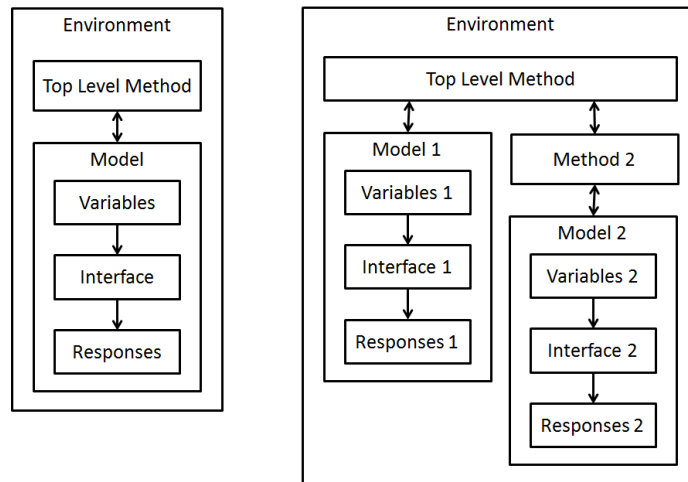 Environment
Top Level Method
Model
Variables
Interface
Responses
Environment
Top Level Method
Model 1
Variables 1
Interface 1
Responses 1
Method 2
Model 2
Variables 2
Interface 2
Responses 2